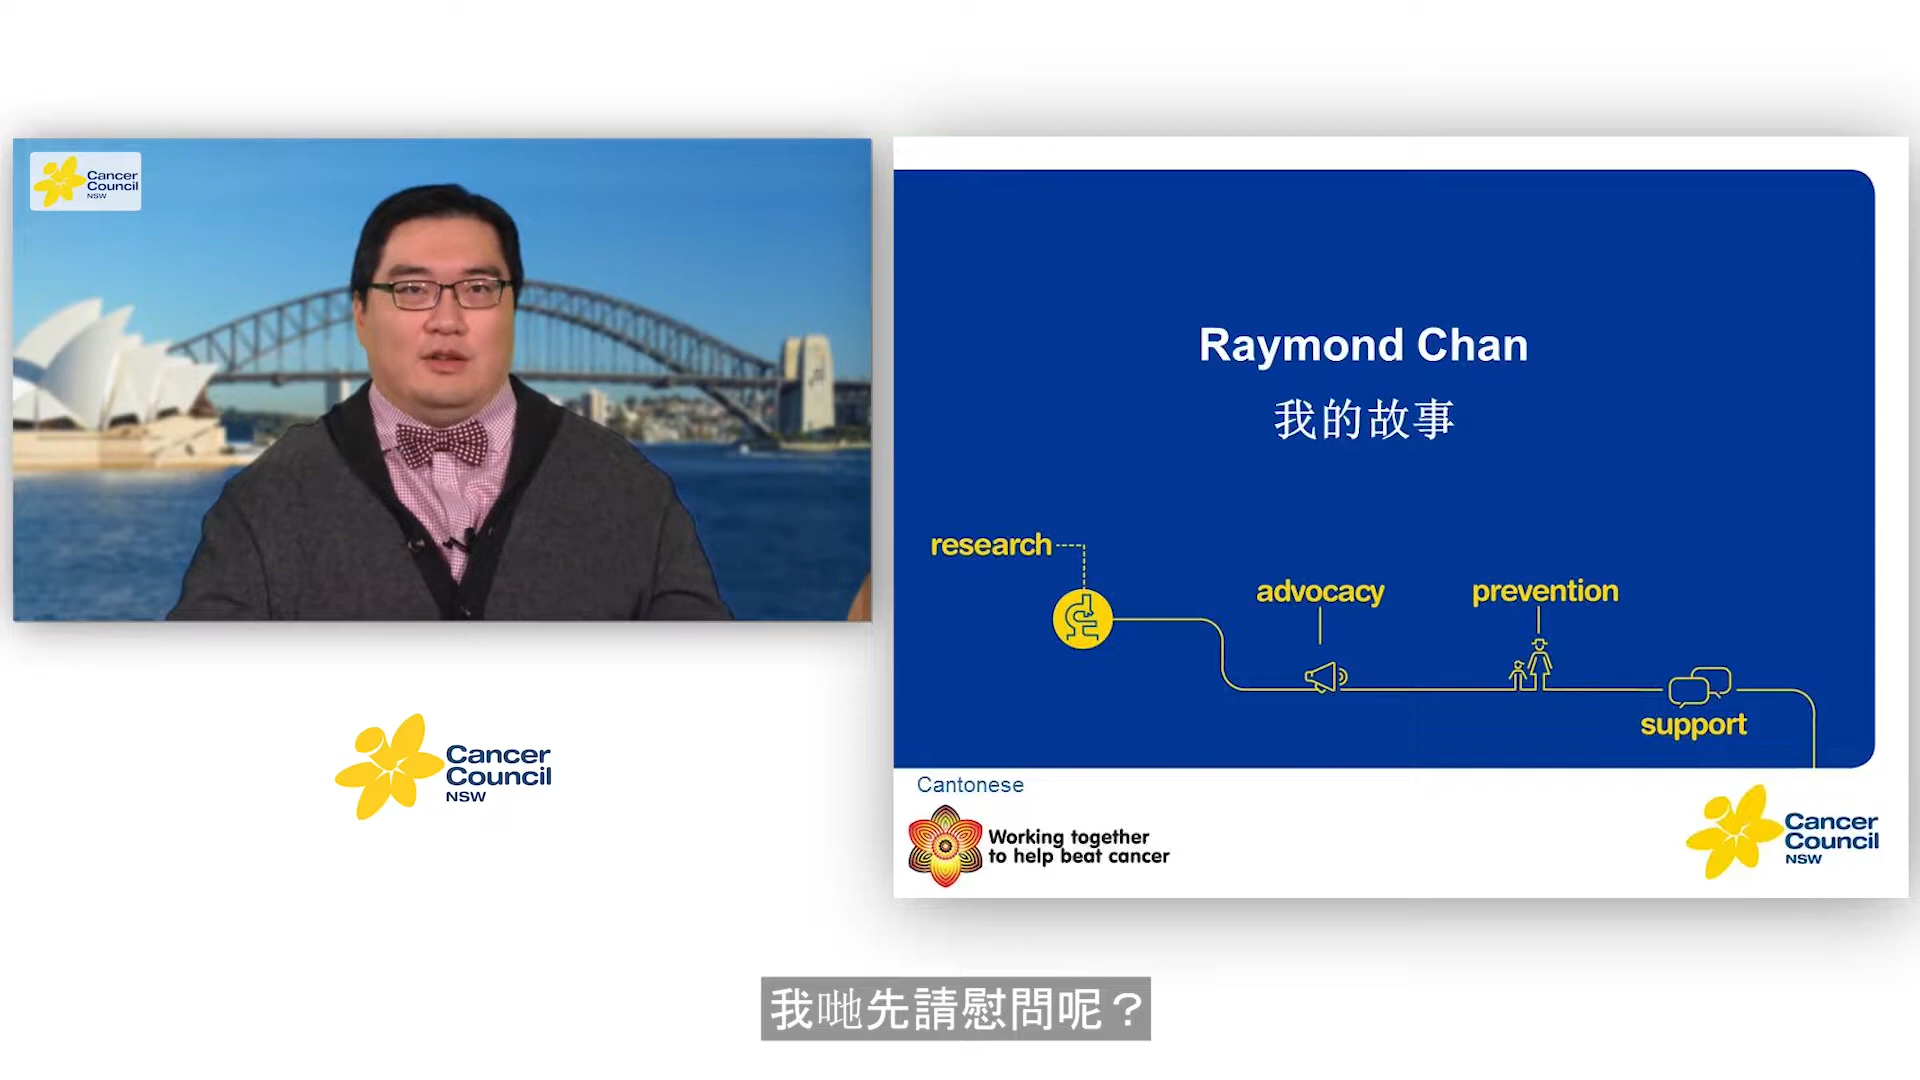 Cancer
Council
NSW
Raymond Chan
我的故事
research
advocacy
prevention
support
Cancer
Council
NSW
Cantonese
Working together
to help beat cancer
Cancer
Council
NSW
我哋先請慰問呢？